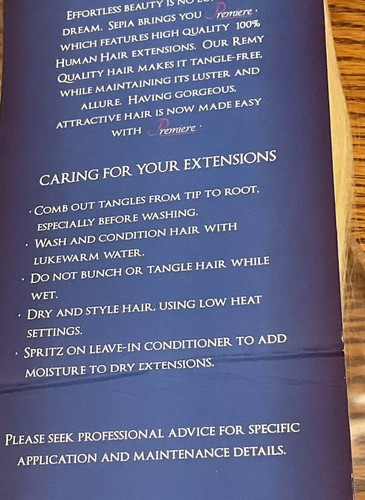 Effortless beauty is no
dream. Sepia brings you Premiere.
which features high quality 100%
Human Hair extensions. Our Remy
Quality hair makes it tangle-free,
while maintaining its luster and
allure. Having gorgeous,
attractive hair is now made easy
with Premiere.
CARING FOR YOUR EXTENSIONS
· Comb out tangles from tip to root,
especially before washing.
· Wash and condition hair with
lukewarm water.
· Do not bunch or tangle hair while
wet.
· Dry and style hair, using low heat
settings.
· Spritz on leave-in conditioner to add
moisture to dry extensions.
Please seek professional advice for specific
application and maintenance details.